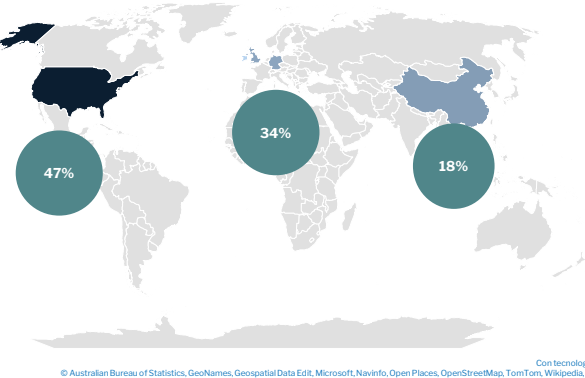 34%
47%
18%
Con tecnolog
© Australian Bureau of Statistics, GeoNames, Geospatial Data Edit, Microsoft, Navinfo, Open Places, OpenStreetMap, TomTom, Wikipedia,